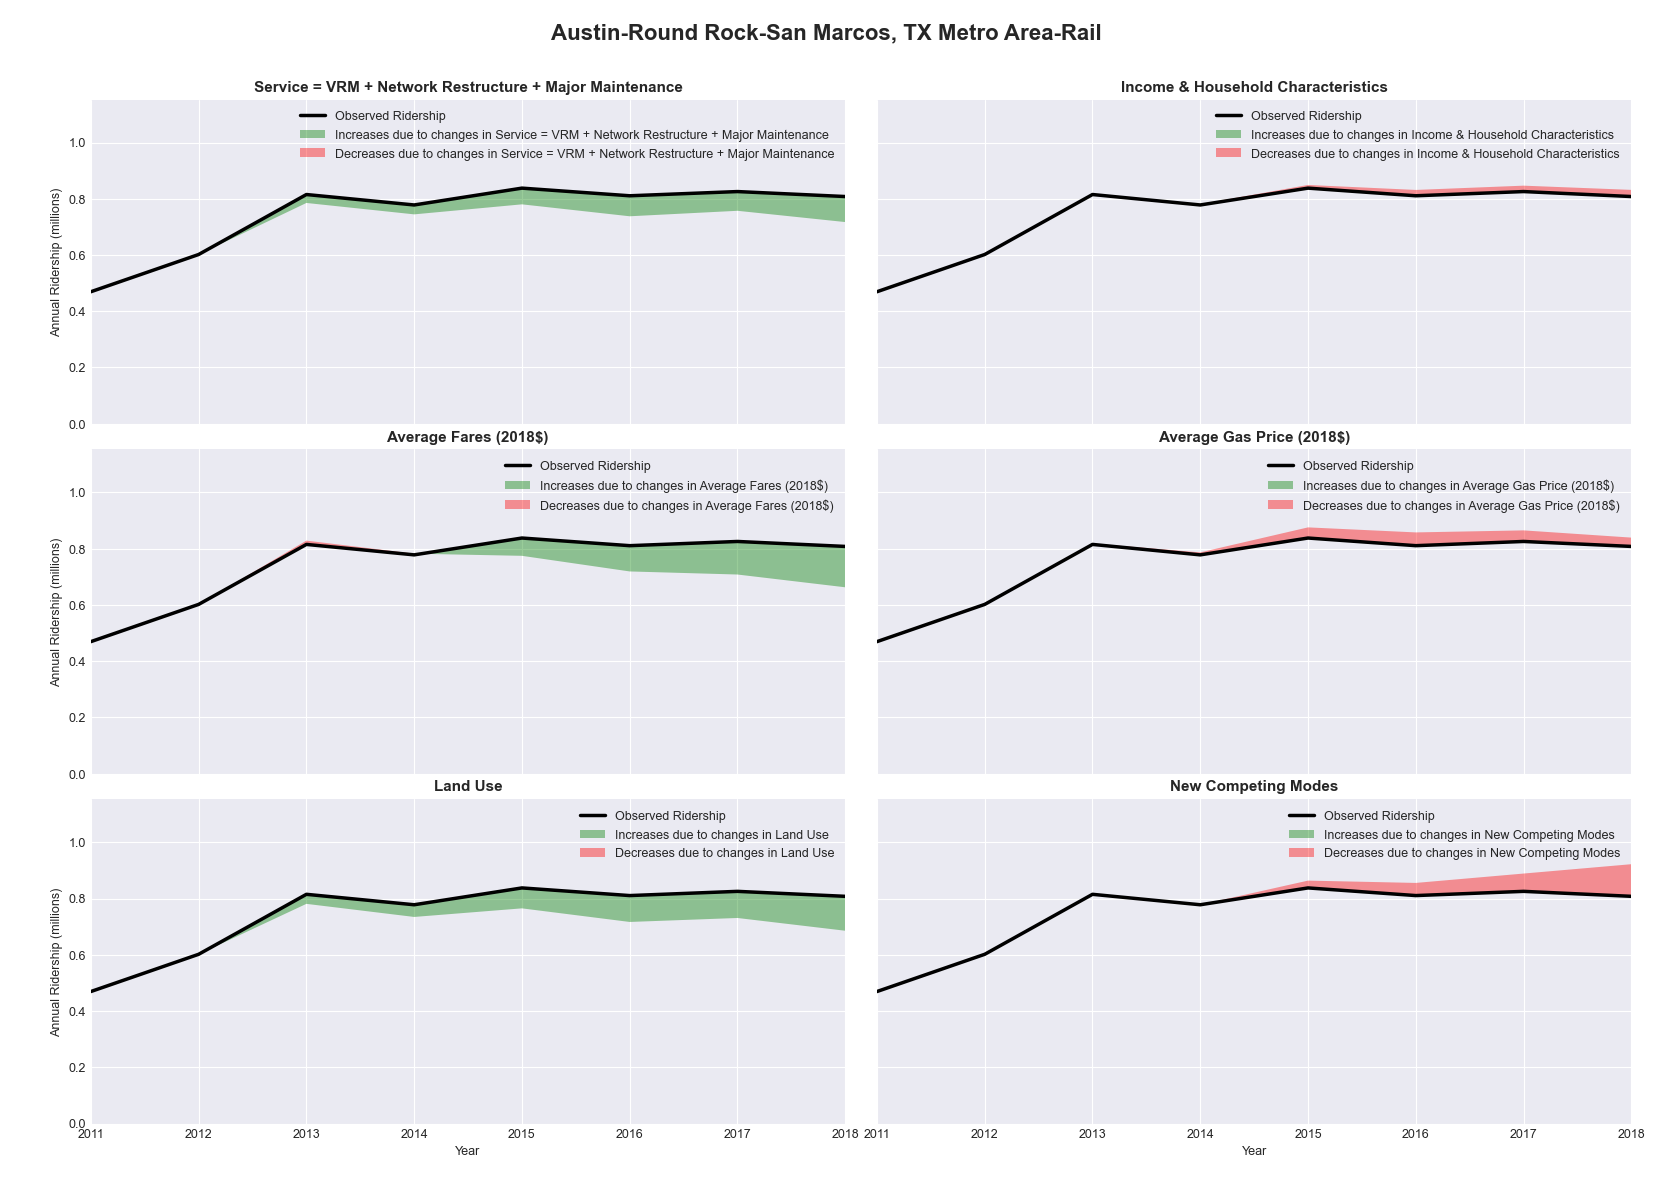 Austin-Round Rock-San Marcos, TX Metro Area-Rail
Service = VRM + Network Restructure + Major Maintenance
Observed Ridership
Increases due to changes in Service = VRM + Network Restructure + Major Maintenance
Decreases due to changes in Service = VRM + Network Restructure + Major Maintenance
Annual Ridership (millions)
1.0
0.8
0.6
0.4
0.2
0.0
Income & Household Characteristics
Observed Ridership
Increases due to changes in Income & Household Characteristics
Decreases due to changes in Income & Household Characteristics
Average Fares (2018$)
Observed Ridership
Increases due to changes in Average Fares (2018$)
Decreases due to changes in Average Fares (2018$)
Annual Ridership (millions)
1.0
0.8
0.6
0.4
0.2
0.0
Average Gas Price (2018$)
Observed Ridership
Increases due to changes in Average Gas Price (2018$)
Decreases due to changes in Average Gas Price (2018$)
Land Use
Observed Ridership
Increases due to changes in Land Use
Decreases due to changes in Land Use
Annual Ridership (millions)
1.0
0.8
0.6
0.4
0.2
0.0
2011 2012 2013 2014 2015 2016 2017 2018
Year
New Competing Modes
Observed Ridership
Increases due to changes in New Competing Modes
Decreases due to changes in New Competing Modes
2011 2012 2013 2014 2015 2016 2017 2018
Year